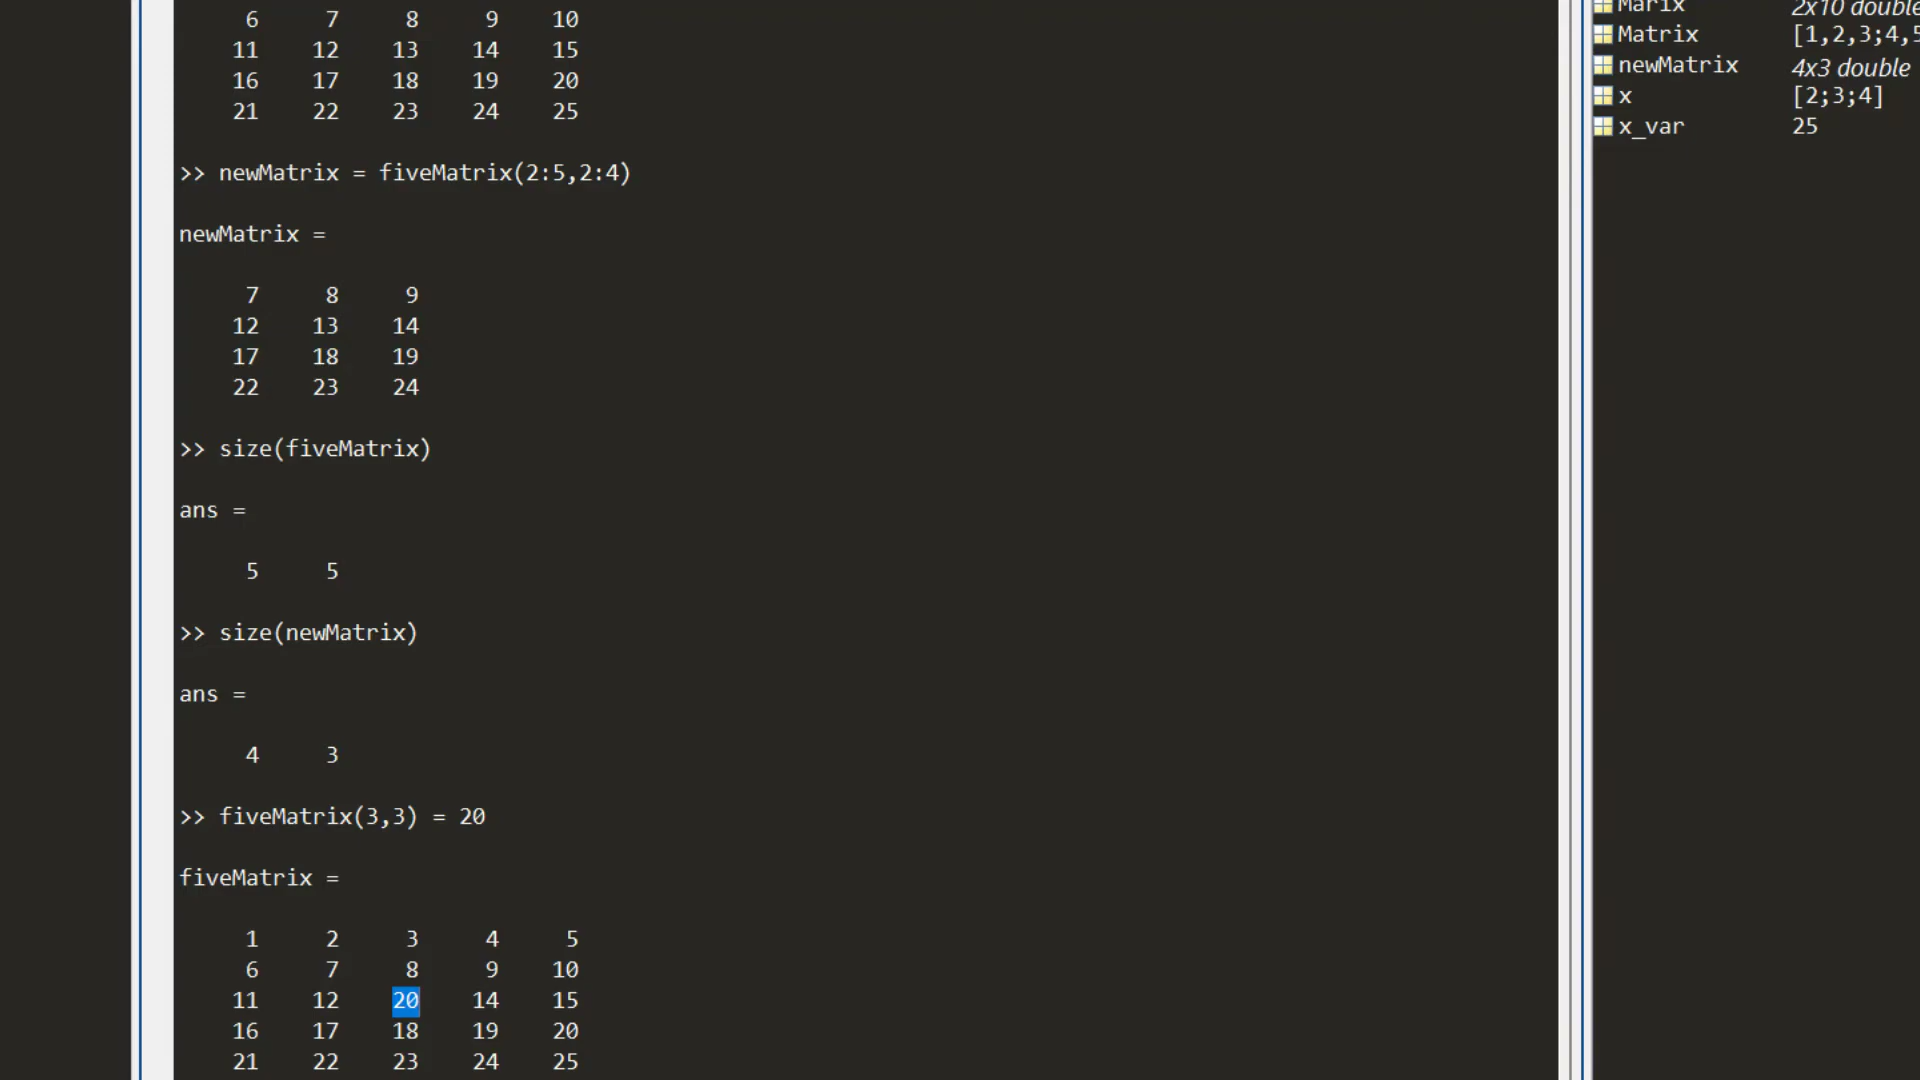 6 7 8 9 10
11 12 13 14 15
16 17 18 19 20
21 22 23 24 25
>> newMatrix = fiveMatrix(2:5,2:4)
newMatrix =
7 8 9
12 13 14
17 18 19
22 23 24
>> size(fiveMatrix)
ans =
5 5
>> size(newMatrix)
ans =
4 3
>> fiveMatrix(3,3) = 20
fiveMatrix =
1 2 3 4 5
6 7 8 9 10
11 12 20 14 15
16 17 18 19 20
21 22 23 24 25
Marix 2x10 double
Matrix [1,2,3;4,5
newMatrix 4x3 double
x [2;3;4]
x_var 25